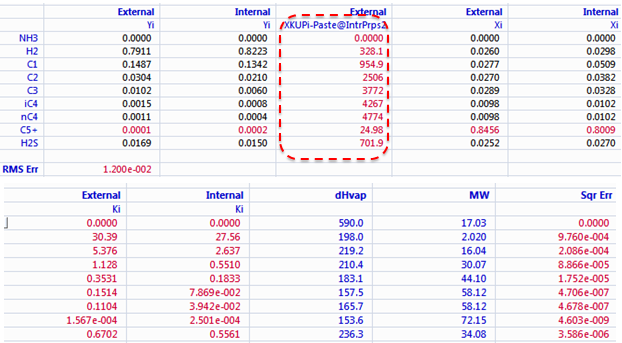 External Internal External Internal
Yi Yi XKUPi-Paste@IntrPrps2 Xi Xi
NH3 0.0000 0.0000 0.0000 0.0000 0.0000
H2 0.7911 0.8223 328.1 0.0260 0.0298
C1 0.1487 0.1342 954.9 0.0277 0.0509
C2 0.0304 0.0210 2506 0.0270 0.0382
C3 0.0102 0.0060 3772 0.0289 0.0328
iC4 0.0015 0.0008 4267 0.0098 0.0102
nC4 0.0011 0.0004 4774 0.0098 0.0102
C5+ 0.0001 0.0002 24.98 0.8456 0.8009
H2S 0.0169 0.0150 701.9 0.0252 0.0270
RMS Err 1.200e-002
External Internal dHvap MW Sqr Err
Ki Ki
0.0000 0.0000 590.0 17.03 0.0000
30.39 27.56 198.0 2.020 9.760e-004
5.376 2.637 219.2 16.04 2.086e-004
1.128 0.5510 210.4 30.07 8.866e-005
0.3531 0.1833 183.1 44.10 1.752e-005
0.1514 7.869e-002 157.5 58.12 4.706e-007
0.1104 3.942e-002 165.7 58.12 4.678e-007
1.567e-004 2.501e-004 153.6 72.15 4.603e-009
0.6702 0.5561 236.3 34.08 3.586e-006